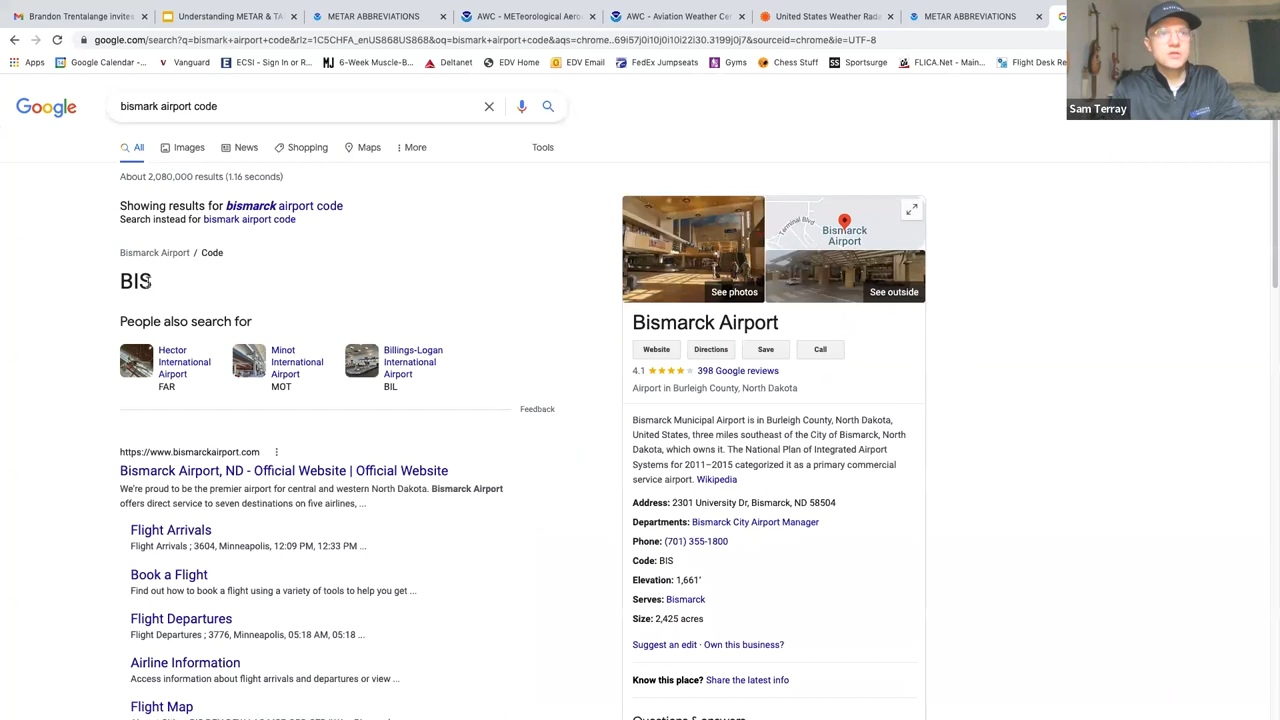 Brandon Trentalange invites
Understanding METAR & TA
METAR ABBREVIATIONS
AWC - METeorological Aero
AWC - Aviation Weather Cen
United States Weather Rada
METAR ABBREVIATIONS
google.com/search?q=bismark+airport+code&rlz=1C5CHFA_enUS868US868&oq=bismark+airport+code&aqs=chrome..69i57j0i10j0i10i22i30.3199j0j7&sourceid=chrome&ie=UTF-8
Apps
Google Calendar -...
Vanguard
ECSI - Sign In or R...
6-Week Muscle-B...
Deltanet
EDV Home
EDV Email
FedEx Jumpseats
Gyms
Chess Stuff
Sportsurge
FLICA.Net - Main...
Flight Desk Re
Sam Terray
Google
bismark airport code
All
Images
News
Shopping
Maps
More
Tools
About 2,080,000 results (1.16 seconds)
Showing results for bismarck airport code
Search instead for bismark airport code
Bismarck Airport / Code
BIS
People also search for
Hector
International
Airport
FAR
Minot
International
Airport
MOT
Billings-Logan
International
Airport
BIL
Feedback
https://www.bismarckairport.com
Bismarck Airport, ND - Official Website | Official Website
We're proud to be the premier airport for central and western North Dakota. Bismarck Airport
offers direct service to seven destinations on five airlines, ...
Flight Arrivals
Flight Arrivals ; 3604, Minneapolis, 12:09 PM, 12:33 PM ...
Book a Flight
Find out how to book a flight using a variety of tools to help you get ...
Flight Departures
Flight Departures ; 3776, Minneapolis, 05:18 AM, 05:18 ...
Airline Information
Access information about flight arrivals and departures or view ...
Flight Map
See photos
Terminal Blvd
Bismarck
Airport
See outside
Bismarck Airport
Website
Directions
Save
Call
4.1 398 Google reviews
Airport in Burleigh County, North Dakota
Bismarck Municipal Airport is in Burleigh County, North Dakota,
United States, three miles southeast of the City of Bismarck, North
Dakota, which owns it. The National Plan of Integrated Airport
Systems for 2011–2015 categorized it as a primary commercial
service airport. Wikipedia
Address: 2301 University Dr, Bismarck, ND 58504
Departments: Bismarck City Airport Manager
Phone: (701) 355-1800
Code: BIS
Elevation: 1,661′
Serves: Bismarck
Size: 2,425 acres
Suggest an edit · Own this business?
Know this place? Share the latest info
Questions & answers